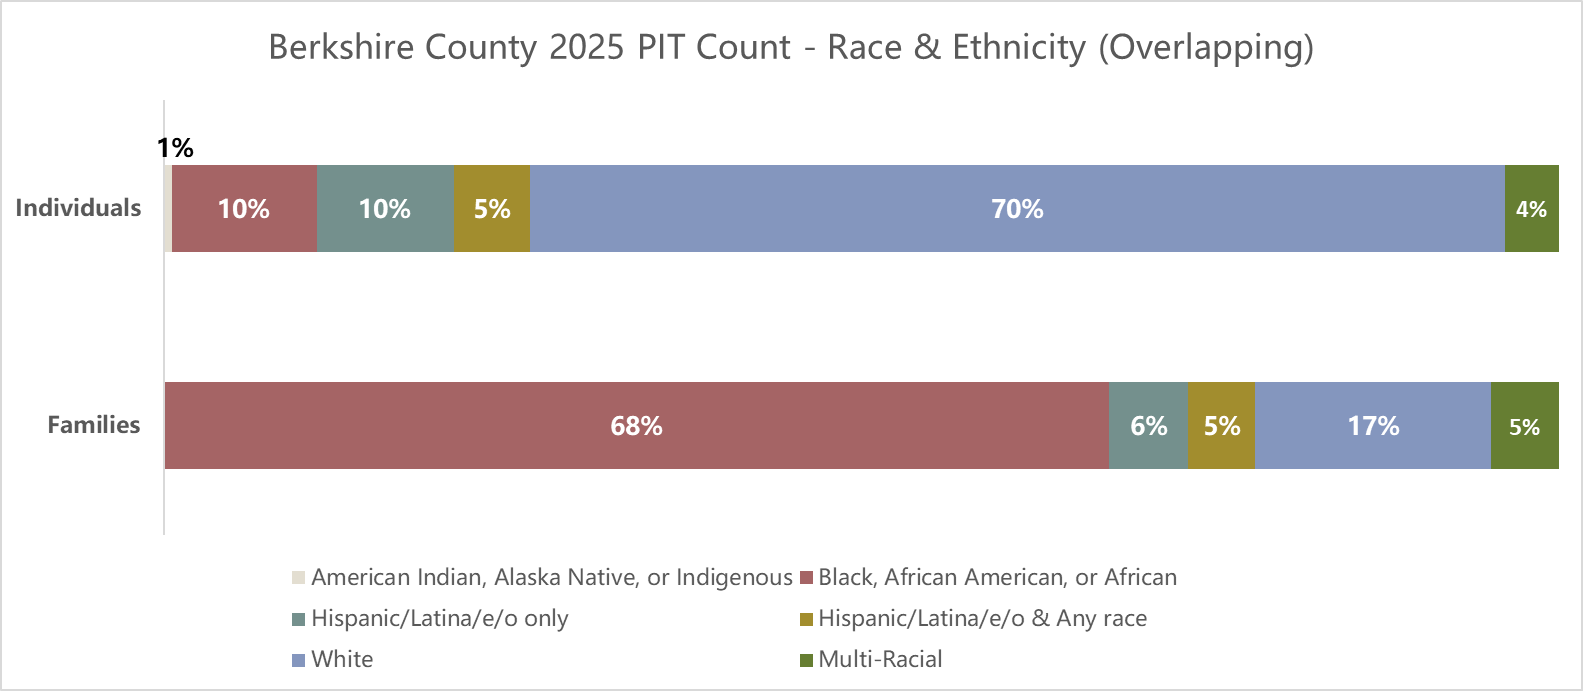 Berkshire County 2025 PIT Count - Race & Ethnicity (Overlapping)
1%
Individuals
10%
10%
5%
70%
4%
Families
68%
6%
5%
17%
5%
American Indian, Alaska Native, or Indigenous
Black, African American, or African
Hispanic/Latina/e/o only
Hispanic/Latina/e/o & Any race
White
Multi-Racial